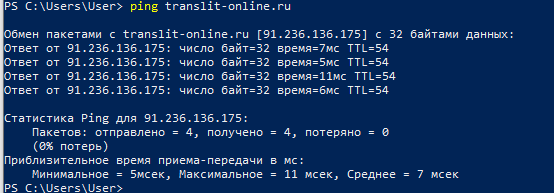 PS C:\Users\User> ping translit-online.ru
Обмен пакетами с translit-online.ru [91.236.136.175] с 32 байтами данных:
Ответ от 91.236.136.175: число байт=32 время=7мс TTL=54
Ответ от 91.236.136.175: число байт=32 время=5мс TTL=54
Ответ от 91.236.136.175: число байт=32 время=11мс TTL=54
Ответ от 91.236.136.175: число байт=32 время=6мс TTL=54
Статистика Ping для 91.236.136.175:
Пакетов: отправлено = 4, получено = 4, потеряно = 0
(0% потерь)
Приблизительное время приема-передачи в мс:
Минимальное = 5мсек, Максимальное = 11 мсек, Среднее = 7 мсек
PS C:\Users\User>